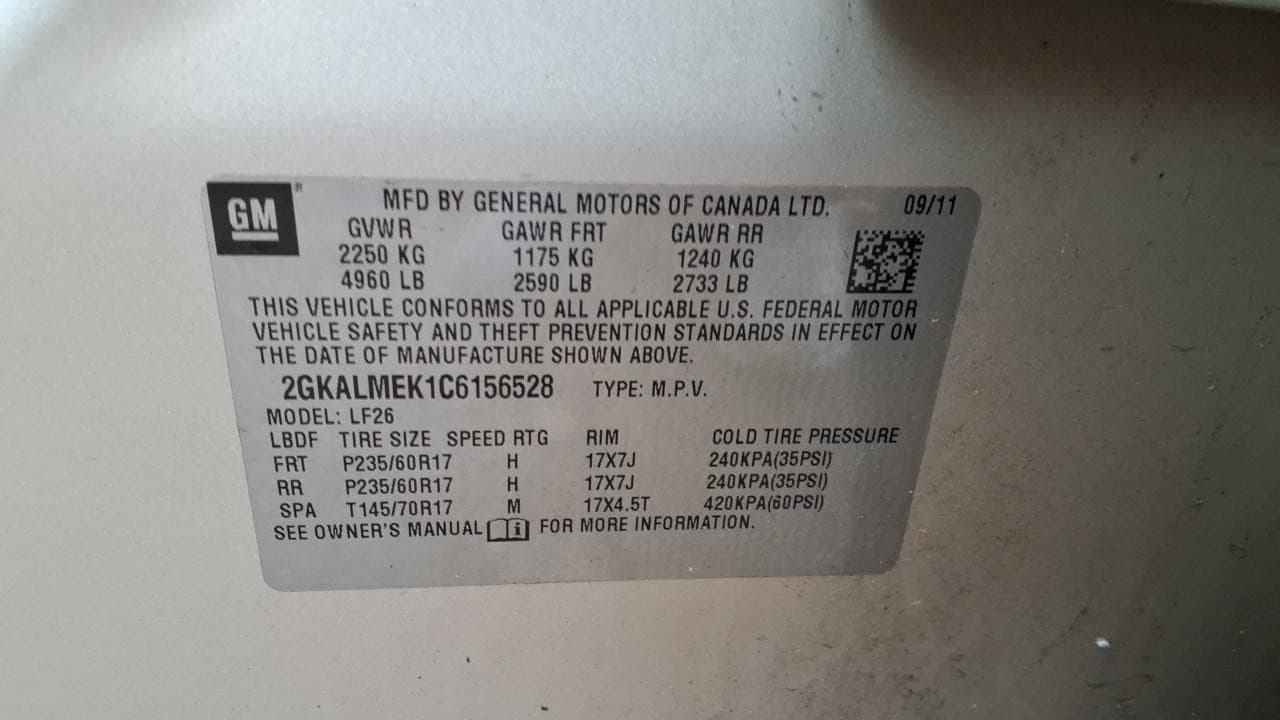 GM ®
MFD BY GENERAL MOTORS OF CANADA LTD. 09/11
GVWR GAWR FRT GAWR RR
2250 KG 1175 KG 1240 KG
4960 LB 2590 LB 2733 LB
THIS VEHICLE CONFORMS TO ALL APPLICABLE U.S. FEDERAL MOTOR
VEHICLE SAFETY AND THEFT PREVENTION STANDARDS IN EFFECT ON
THE DATE OF MANUFACTURE SHOWN ABOVE.
2GKALMEK1C6156528 TYPE: M.P.V.
MODEL: LF26
LBDF TIRE SIZE SPEED RTG RIM COLD TIRE PRESSURE
FRT P235/60R17 H 17X7J 240KPA(35PSI)
RR P235/60R17 H 17X7J 240KPA(35PSI)
SPA T145/70R17 M 17X4.5T 420KPA(60PSI)
SEE OWNER'S MANUAL i FOR MORE INFORMATION.